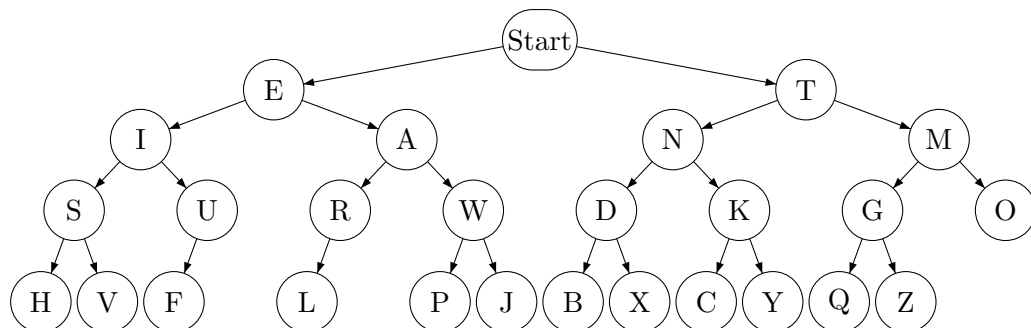 Start
E T
I A N M
S U R W D K G O
H V F L P J B X C Y Q Z